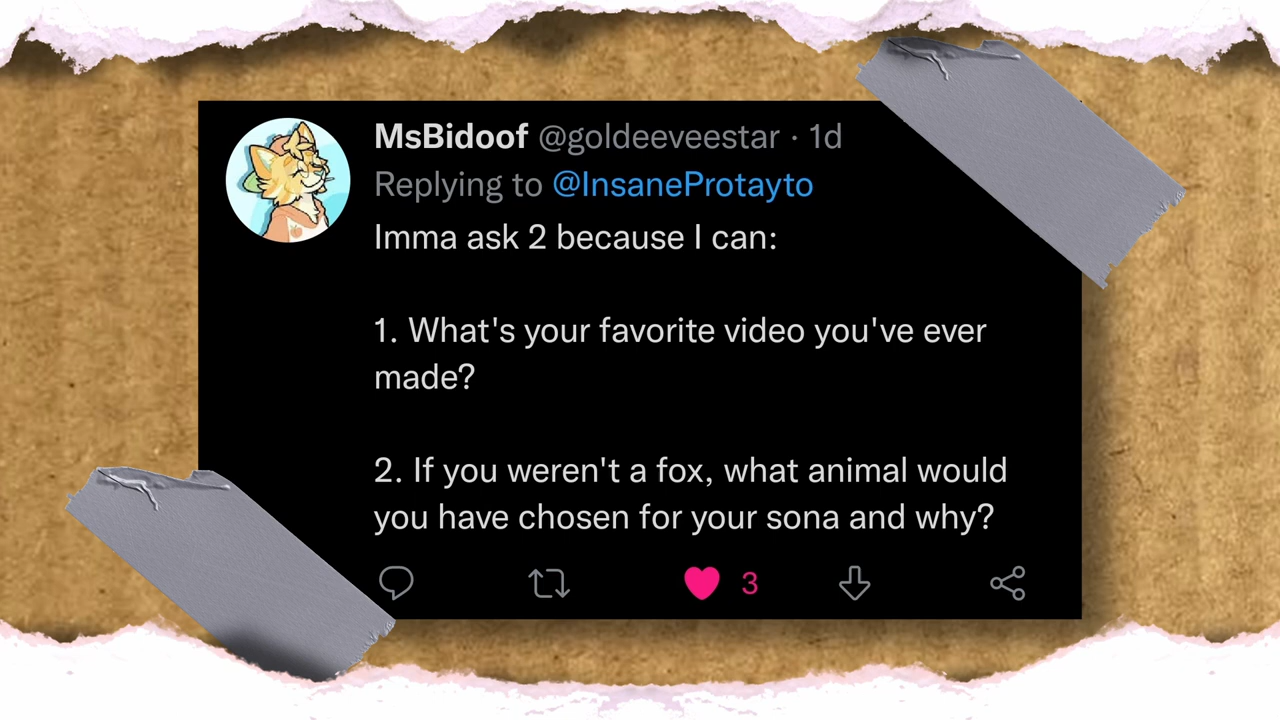 MsBidoof @goldeeveestar · 1d
Replying to @InsaneProtayto
Imma ask 2 because I can:
1. What's your favorite video you've ever
made?
2. If you weren't a fox, what animal would
you have chosen for your sona and why?
3